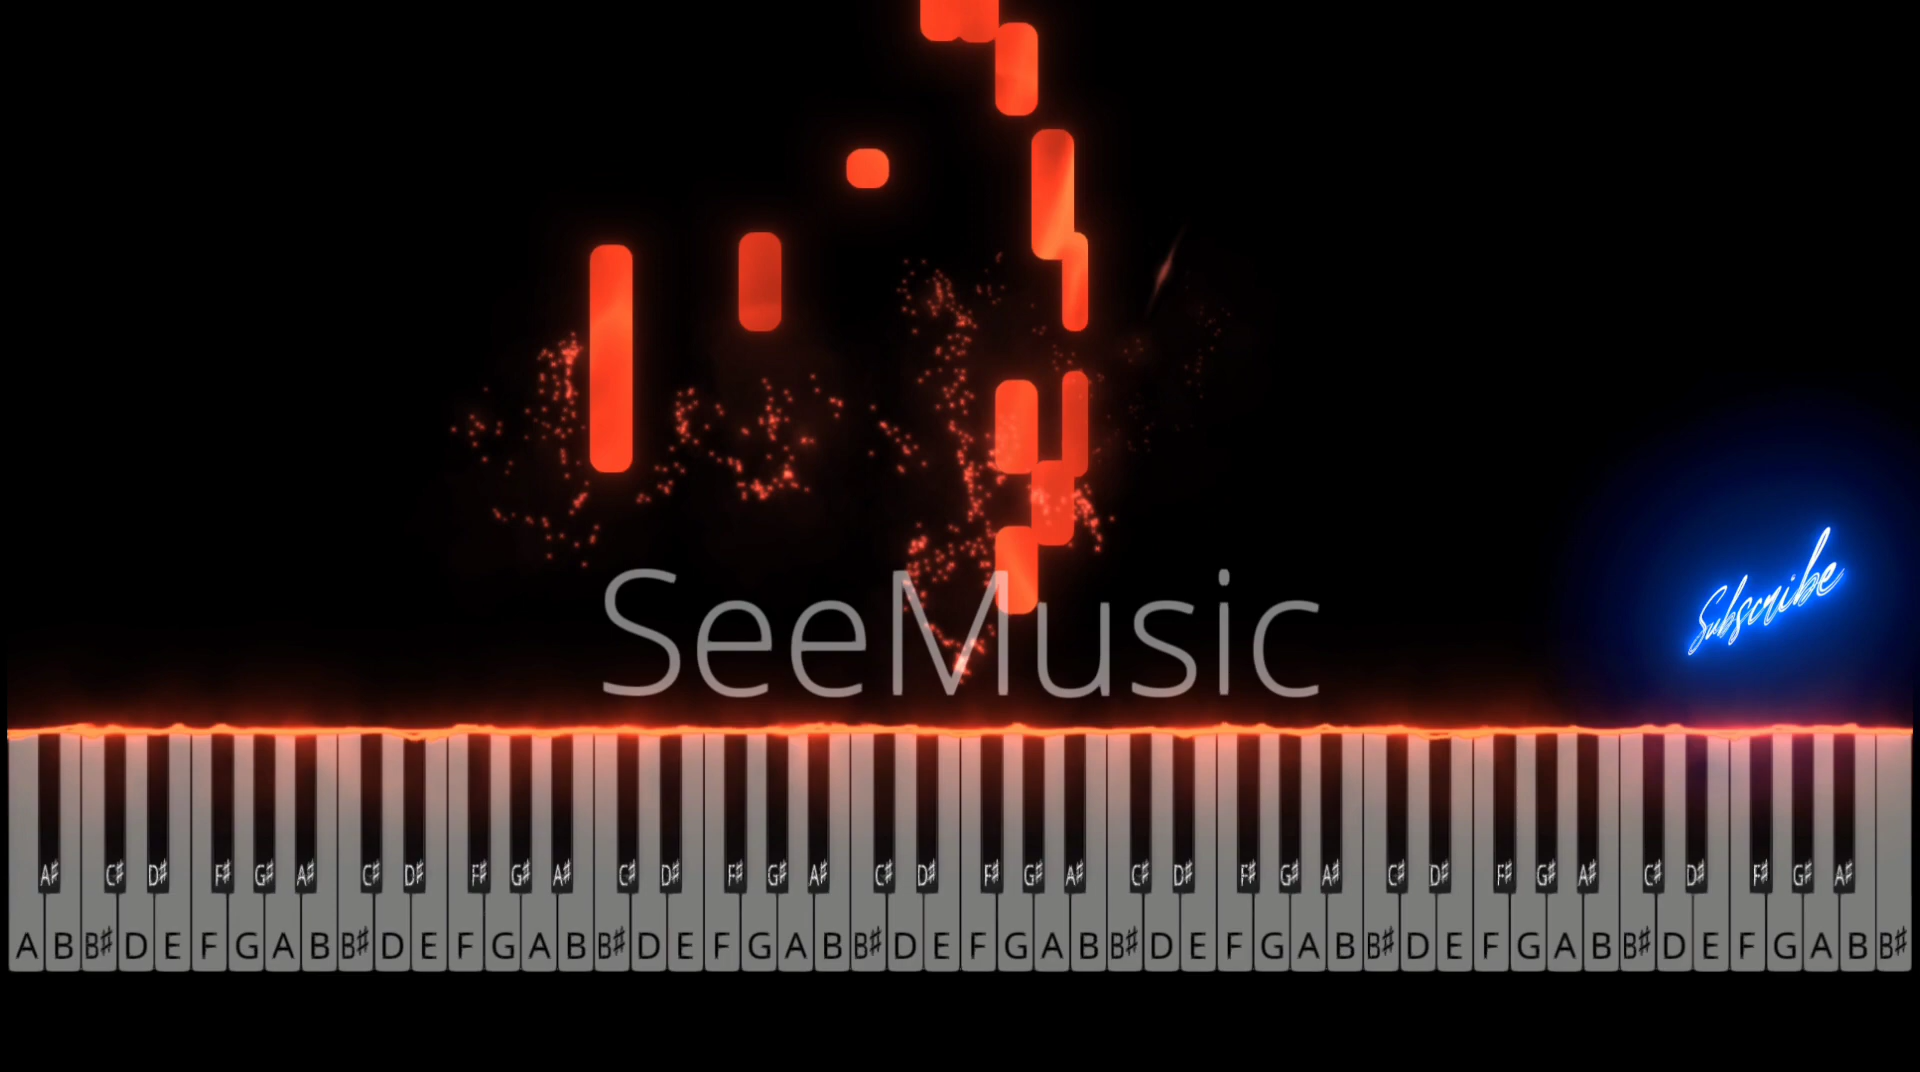 Subscribe
SeeMusic
A♯ C♯ D♯ F♯ G♯ A♯ C♯ D♯ F♯ G♯ A♯ C♯ D♯ F♯ G♯ A♯ C♯ D♯ F♯ G♯ A♯ C♯ D♯ F♯ G♯ A♯ C♯ D♯ F♯ G♯ A♯ C♯ D♯ F♯ G♯ A♯
A B B♯ D E F G A B B♯ D E F G A B B♯ D E F G A B B♯ D E F G A B B♯ D E F G A B B♯ D E F G A B B♯ D E F G A B B♯